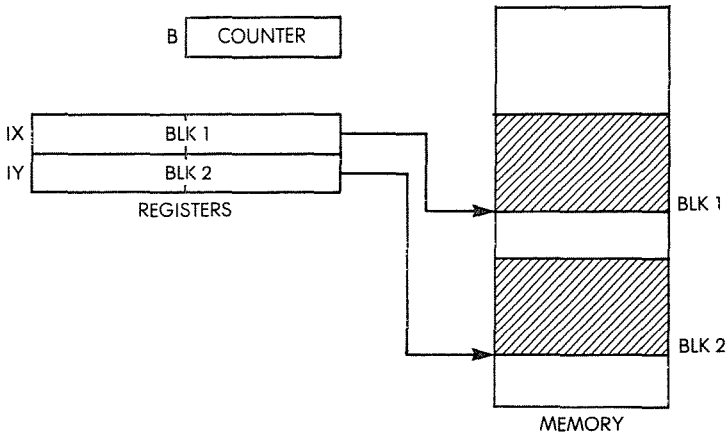 B COUNTER
IX BLK 1
IY BLK 2
REGISTERS
BLK 1
BLK 2
MEMORY